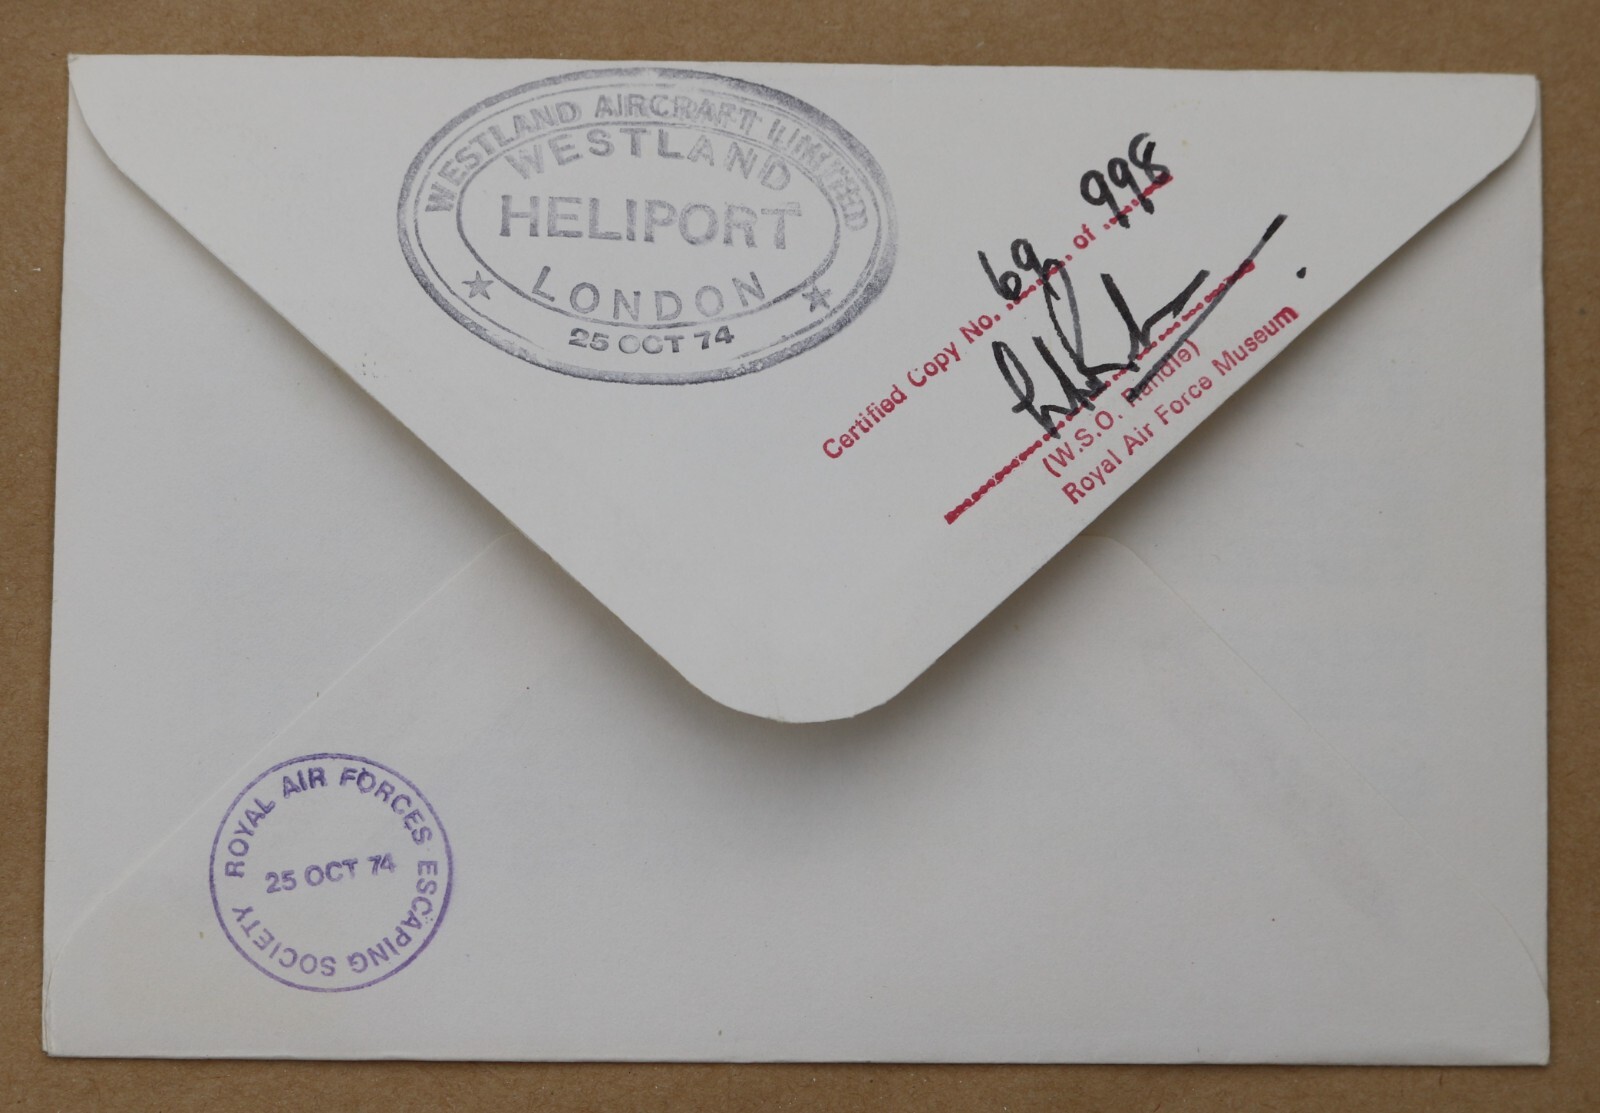 WESTLAND AIRCRAFT LIMITED
WESTLAND
HELIPORT
LONDON
25 OCT 74
Certified Copy No. 69 of 998
(W.S.O. Randle)
Royal Air Force Museum
ROYAL AIR FORCES ESCAPING SOCIETY
25 OCT 74